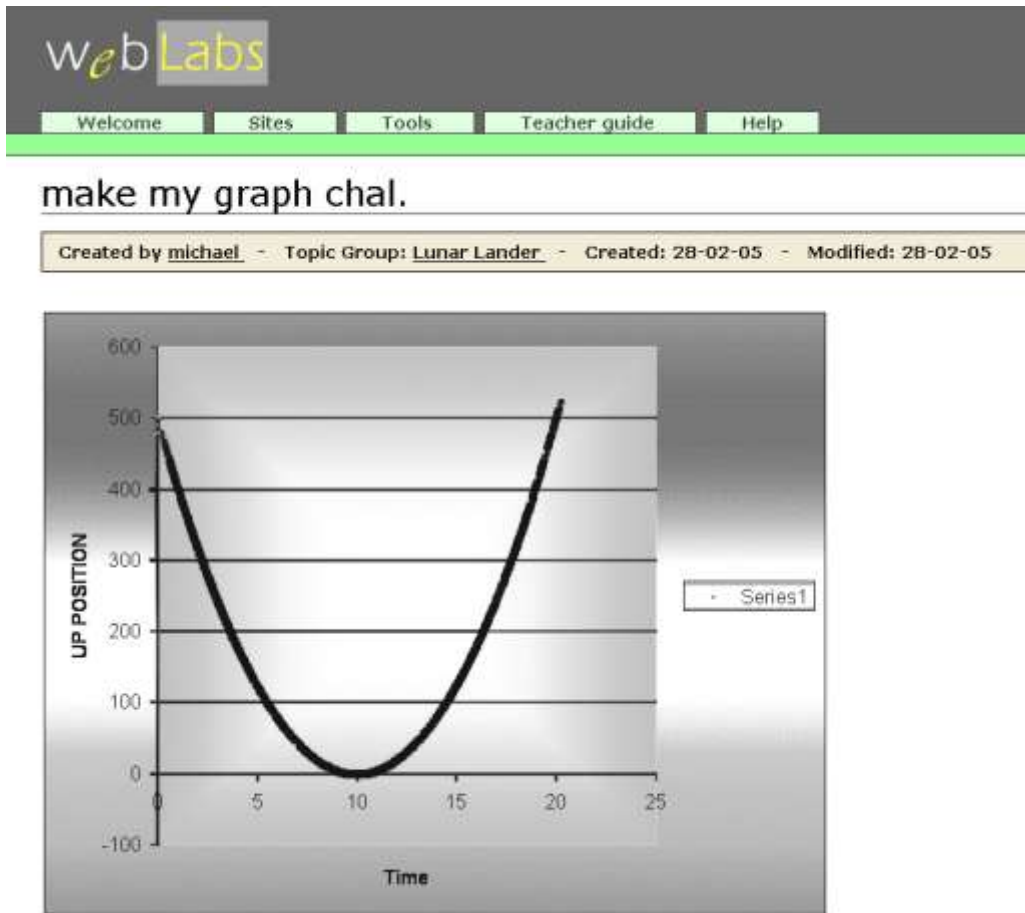 webLabs
Welcome Sites Tools Teacher guide Help
make my graph chal.
Created by michael - Topic Group: Lunar Lander - Created: 28-02-05 - Modified: 28-02-05
600
500
400
300
200
100
0
-100
UP POSITION
0 5 10 15 20 25
Time
Series1